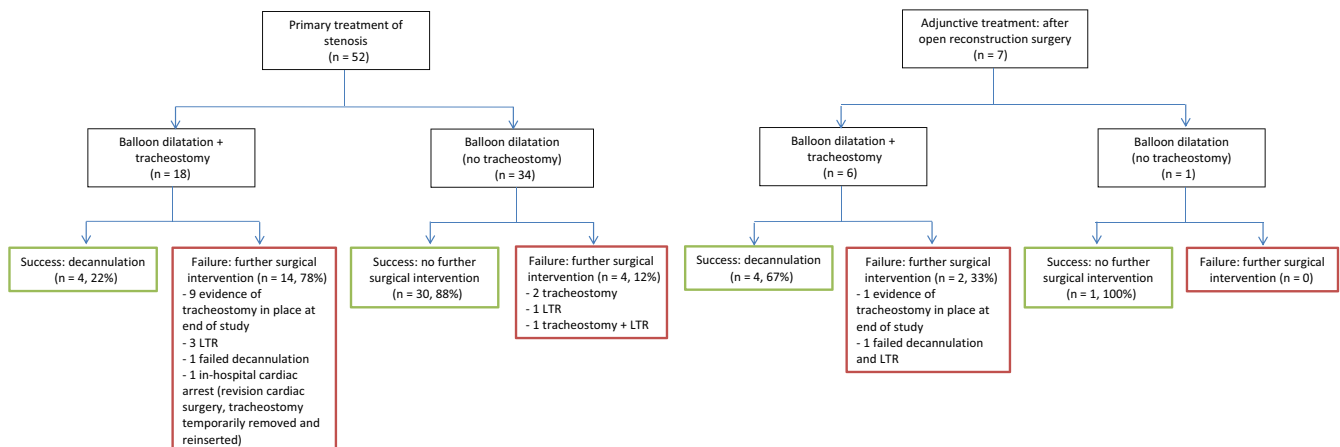 Primary treatment of
stenosis
(n = 52)
Balloon dilatation +
tracheostomy
(n = 18)
Balloon dilatation
(no tracheostomy)
(n = 34)
Success: decannulation
(n = 4, 22%)
Failure: further surgical
intervention (n = 14, 78%)
- 9 evidence of
tracheostomy in place at
end of study
- 3 LTR
- 1 failed decannulation
- 1 in-hospital cardiac
arrest (revision cardiac
surgery, tracheostomy
temporarily removed and
reinserted)
Success: no further
surgical intervention
(n = 30, 88%)
Failure: further surgical
intervention (n = 4, 12%)
- 2 tracheostomy
- 1 LTR
- 1 tracheostomy + LTR
Adjunctive treatment: after
open reconstruction surgery
(n = 7)
Balloon dilatation +
tracheostomy
(n = 6)
Balloon dilatation
(no tracheostomy)
(n = 1)
Success: decannulation
(n = 4, 67%)
Failure: further surgical
intervention (n = 2, 33%)
- 1 evidence of
tracheostomy in place at
end of study
- 1 failed decannulation
and LTR
Success: no further
surgical intervention
(n = 1, 100%)
Failure: further surgical
intervention (n = 0)